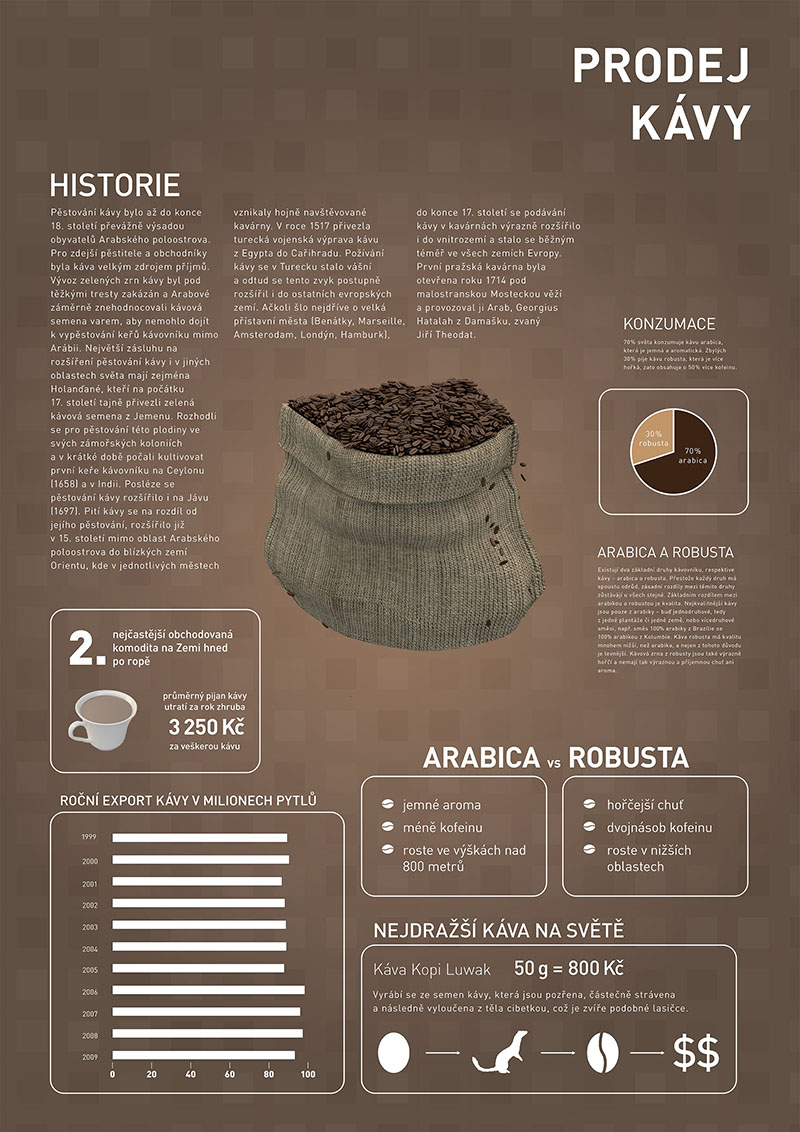 PRODEJ
KÁVY
HISTORIE
Pěstování kávy bylo až do konce
18. století převážně výsadou
obyvatelů Arabského poloostrova.
Pro zdejší pěstitele a obchodníky
byla káva velkým zdrojem příjmů.
Vývoz zelených zrn kávy byl pod
těžkými tresty zakázán a Arabové
záměrně znehodnocovali kávová
semena varem, aby nemohlo dojít
k vypěstování keřů kávovníku mimo
Arábii. Největší zásluhu na
rozšíření pěstování kávy i v jiných
oblastech světa mají zejména
Holanďané, kteří na počátku
17. století tajně přivezli zelená
kávová semena z Jemenu. Rozhodli
se pro pěstování této plodiny ve
svých zámořských koloniích
a v krátké době počali kultivovat
první keře kávovníku na Ceylonu
(1658) a v Indii. Posléze se
pěstování kávy rozšířilo i na Jávu
(1697). Pití kávy se na rozdíl od
jejího pěstování, rozšířilo již
v 15. století mimo oblast Arabského
poloostrova do blízkých zemí
Orientu, kde v jednotlivých městech
vznikaly hojně navštěvované
kavárny. V roce 1517 přivezla
turecká vojenská výprava kávu
z Egypta do Cařihradu. Požívání
kávy se v Turecku stalo vášní
a odtud se tento zvyk postupně
rozšířil i do ostatních evropských
zemí. Ačkoli šlo nejdříve o velká
přístavní města (Benátky, Marseille,
Amsterodam, Londýn, Hamburk),
do konce 17. století se podávání
kávy v kavárnách výrazně rozšířilo
i do vnitrozemí a stalo se běžným
téměř ve všech zemích Evropy.
První pražská kavárna byla
otevřena roku 1714 pod
malostranskou Mosteckou věží
a provozoval ji Arab, Georgius
Hatalah z Damašku, zvaný
Jiří Theodat.
KONZUMACE
70% světa konzumuje kávu arabica,
která je jemná a aromatická. Zbylých
30% pije kávu robusta, která je více
hořká, zato obsahuje o 50% více kofeinu.
30%
robusta
70%
arabica
ARABICA A ROBUSTA
Existují dva základní druhy kávovníku, respektive
kávy - arabica a robusta. Přestože každý druh má
spoustu odrůd, zásadní rozdíly mezi těmito druhy
zůstávají u všech stejné. Základním rozdílem mezi
arabikou a robustou je kvalita. Nejkvalitnější kávy
jsou pouze z arabiky – buď jednodruhové, tedy
z jedné plantáže či jedné země, nebo vícedruhové
směsi, např. směs 100% arabiky z Brazílie se
100% arabikou z Kolumbie. Káva robusta má kvalitu
mnohem nižší, než arabika, a nejen z tohoto důvodu
je levnější. Kávová zrna z robusty jsou také výrazně
hořčí a nemají tak výraznou a příjemnou chuť ani
aroma.
2.
nejčastější obchodovaná
komodita na Zemi hned
po ropě
průměrný pijan kávy
utratí za rok zhruba
3 250 Kč
za veškerou kávu
ROČNÍ EXPORT KÁVY V MILIONECH PYTLŮ
1999
2000
2001
2002
2003
2004
2005
2006
2007
2008
2009
0 20 40 60 80 100
ARABICA vs ROBUSTA
jemné aroma
méně kofeinu
roste ve výškách nad
800 metrů
hořčejší chuť
dvojnásob kofeinu
roste v nižších
oblastech
NEJDRAŽŠÍ KÁVA NA SVĚTĚ
Káva Kopi Luwak 50 g = 800 Kč
Vyrábí se ze semen kávy, která jsou pozřena, částečně strávena
a následně vyloučena z těla cibetkou, což je zvíře podobné lasičce.
$$